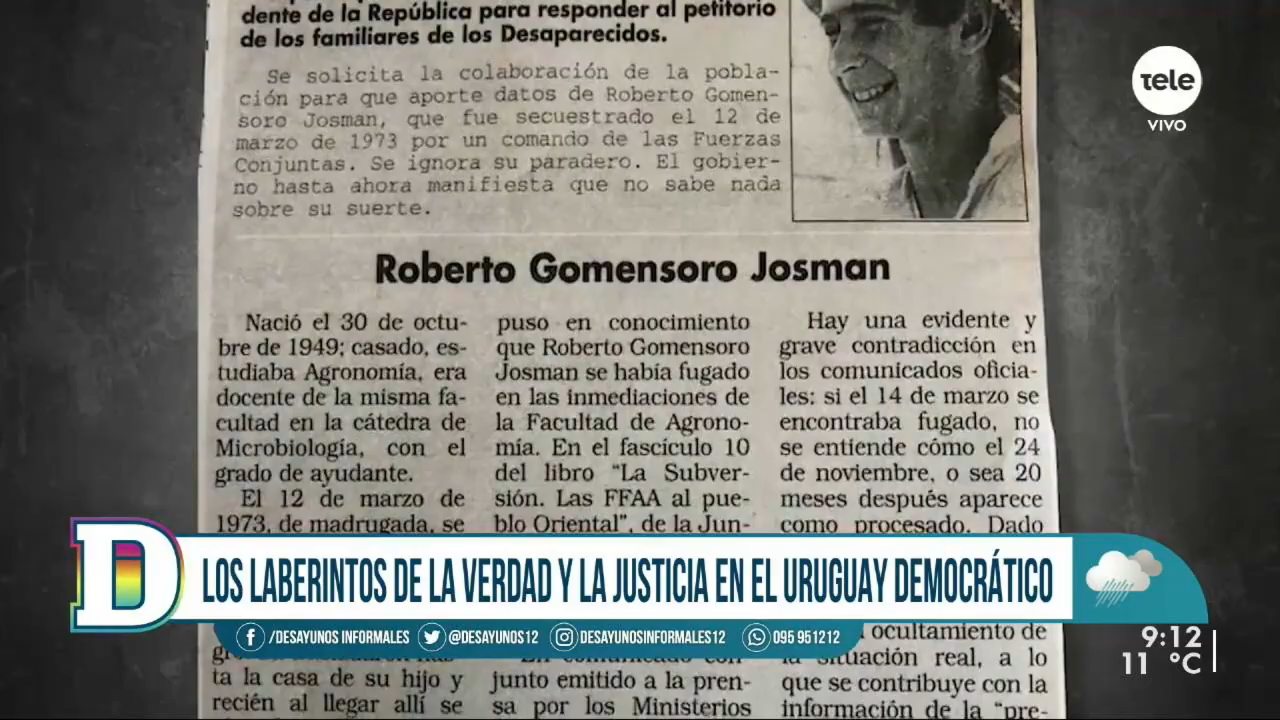 dente de la República para responder al petitorio
de los familiares de los Desaparecidos.
Se solicita la colaboración de la pobla-
ción para que aporte datos de Roberto Gomen-
soro Josman, que fue secuestrado el 12 de
marzo de 1973 por un comando de las Fuerzas
Conjuntas. Se ignora su paradero. El gobier-
no hasta ahora manifiesta que no sabe nada
sobre su suerte.
tele
VIVO
Roberto Gomensoro Josman
Nació el 30 de octu-
bre de 1949; casado, es-
tudiaba Agronomía, era
docente de la misma fa-
cultad en la cátedra de
Microbiología, con el
grado de ayudante.
El 12 de marzo de
1973, de madrugada, se
ta la casa de su hijo y
recién al llegar allí se
puso en conocimiento
que Roberto Gomensoro
Josman se había fugado
en las inmediaciones de
la Facultad de Agrono-
mía. En el fascículo 10
del libro "La Subver-
sión. Las FFAA al pue-
blo Oriental", de la Jun-
En comunicado con-
junto emitido a la pren-
sa por los Ministerios
Hay una evidente y
grave contradicción en
los comunicados oficia-
les: si el 14 de marzo se
encontraba fugado, no
se entiende cómo el 24
de noviembre, o sea 20
meses después aparece
como procesado. Dado
ocultamiento de
la situación real, a lo
que se contribuye con la
información de la "pre-
D
LOS LABERINTOS DE LA VERDAD Y LA JUSTICIA EN EL URUGUAY DEMOCRÁTICO
/DESAYUNOS INFORMALES @DESAYUNOS12 DESAYUNOSINFORMALES12 095 951212
9:12
11 °C